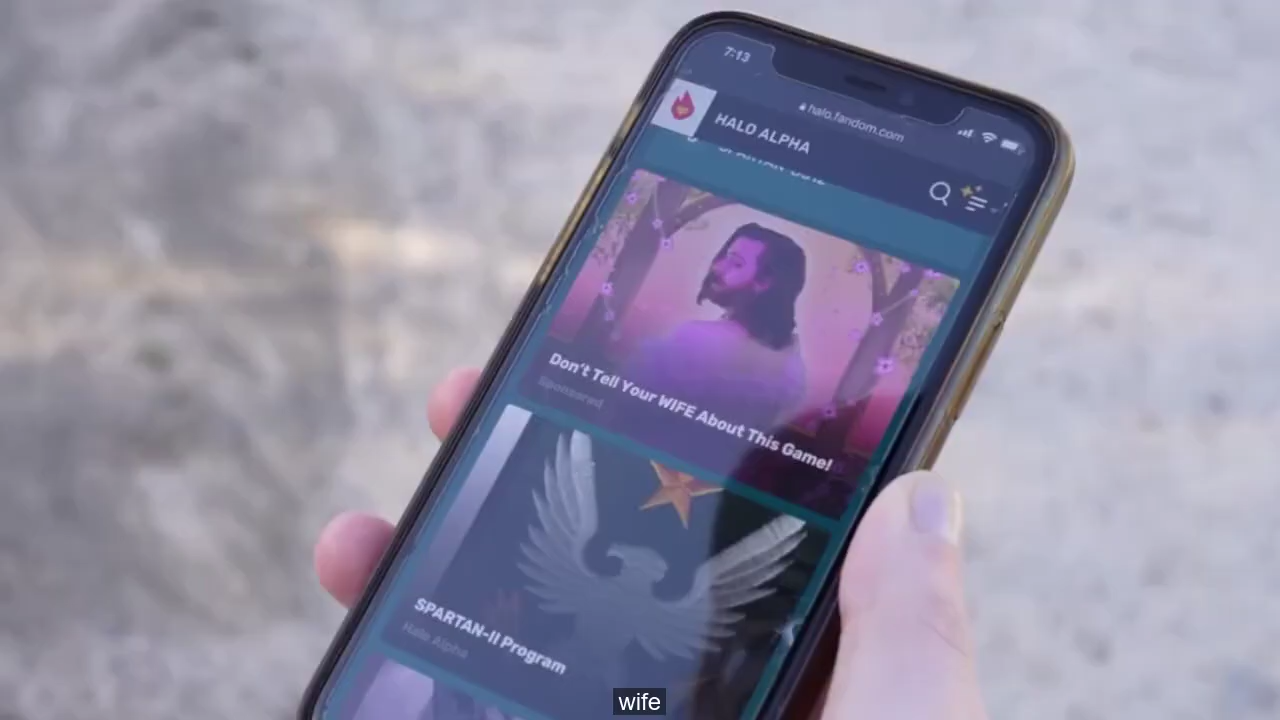 7:13
halo.fandom.com
HALO ALPHA
Don't Tell Your WIFE About This Game!
Sponsored
SPARTAN-II Program
Halo Alpha
wife